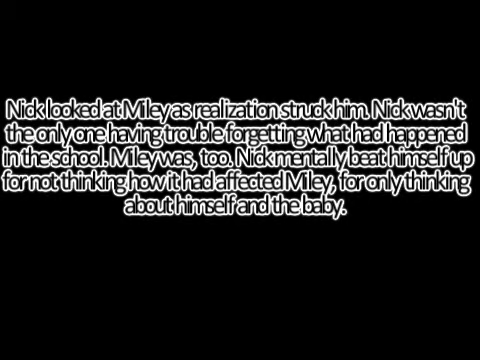 Nick looked at Miley as realization struck him. Nick wasn't
the only one having trouble forgetting what had happened
in the school. Miley was, too. Nick mentally beat himself up
for not thinking how it had affected Miley, for only thinking
about himself and the baby.